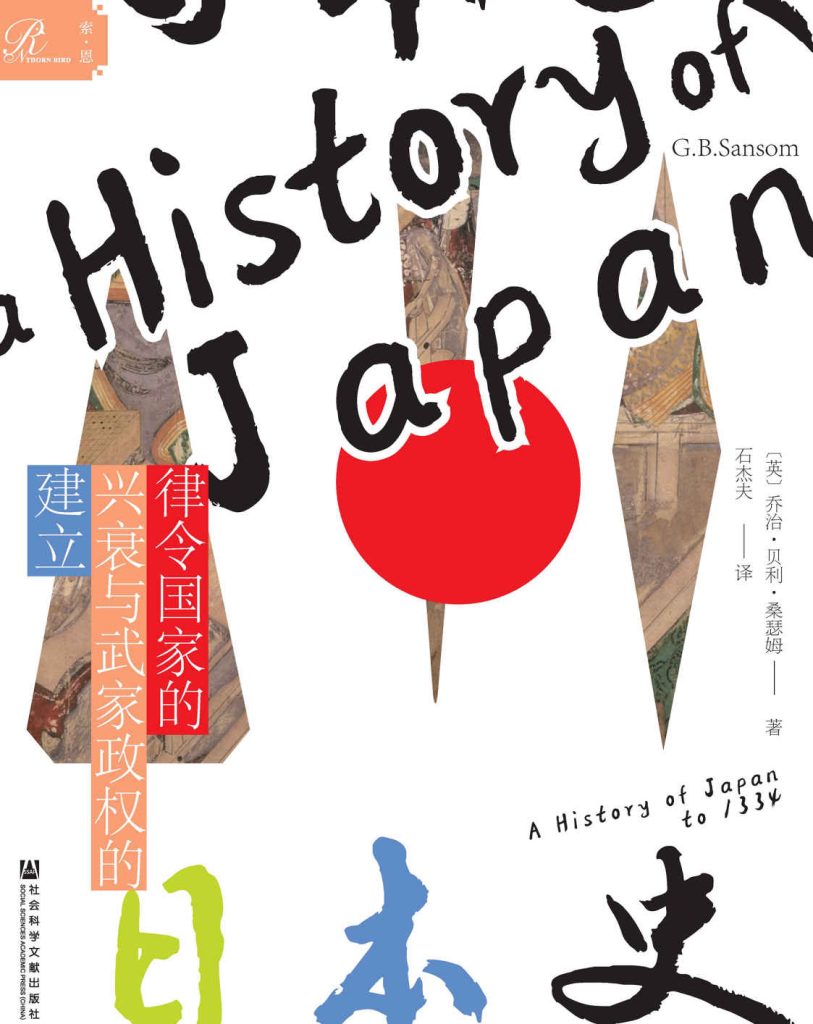 索·恩
THORN BIRD
a History of
Japan
G.B.Sansom
律令国家的
兴衰与武家政权的
建立
〔英〕乔治·贝利·桑瑟姆——著
石杰夫——译
A History of Japan
to 1334
日本史
SSAP
社会科学文献出版社
SOCIAL SCIENCES ACADEMIC PRESS (CHINA)